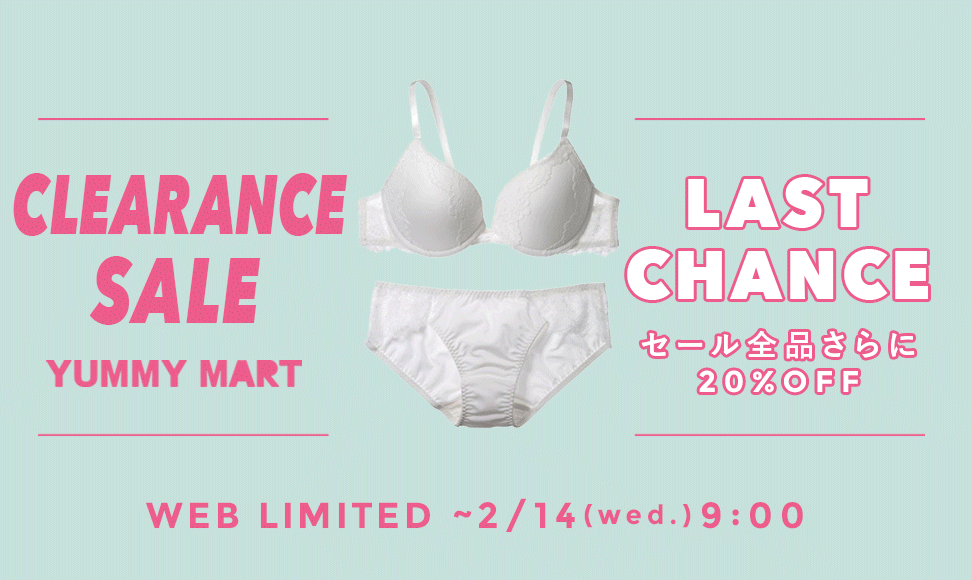 CLEARANCE
SALE
YUMMY MART
LAST
CHANCE
セール全品さらに
20%OFF
WEB LIMITED ~2/14(wed.)9:00